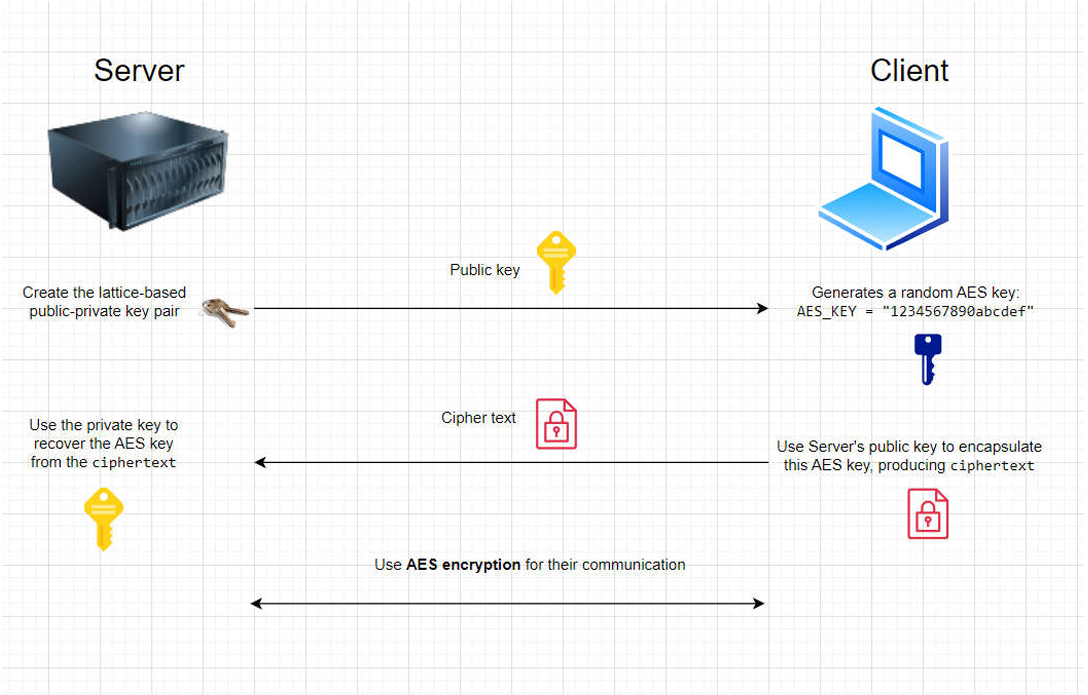 Server
Client
Public key
Create the lattice-based
public-private key pair
Generates a random AES key:
AES_KEY = "1234567890abcdef"
Cipher text
Use the private key to
recover the AES key
from the ciphertext
Use Server's public key to encapsulate
this AES key, producing ciphertext
Use AES encryption for their communication